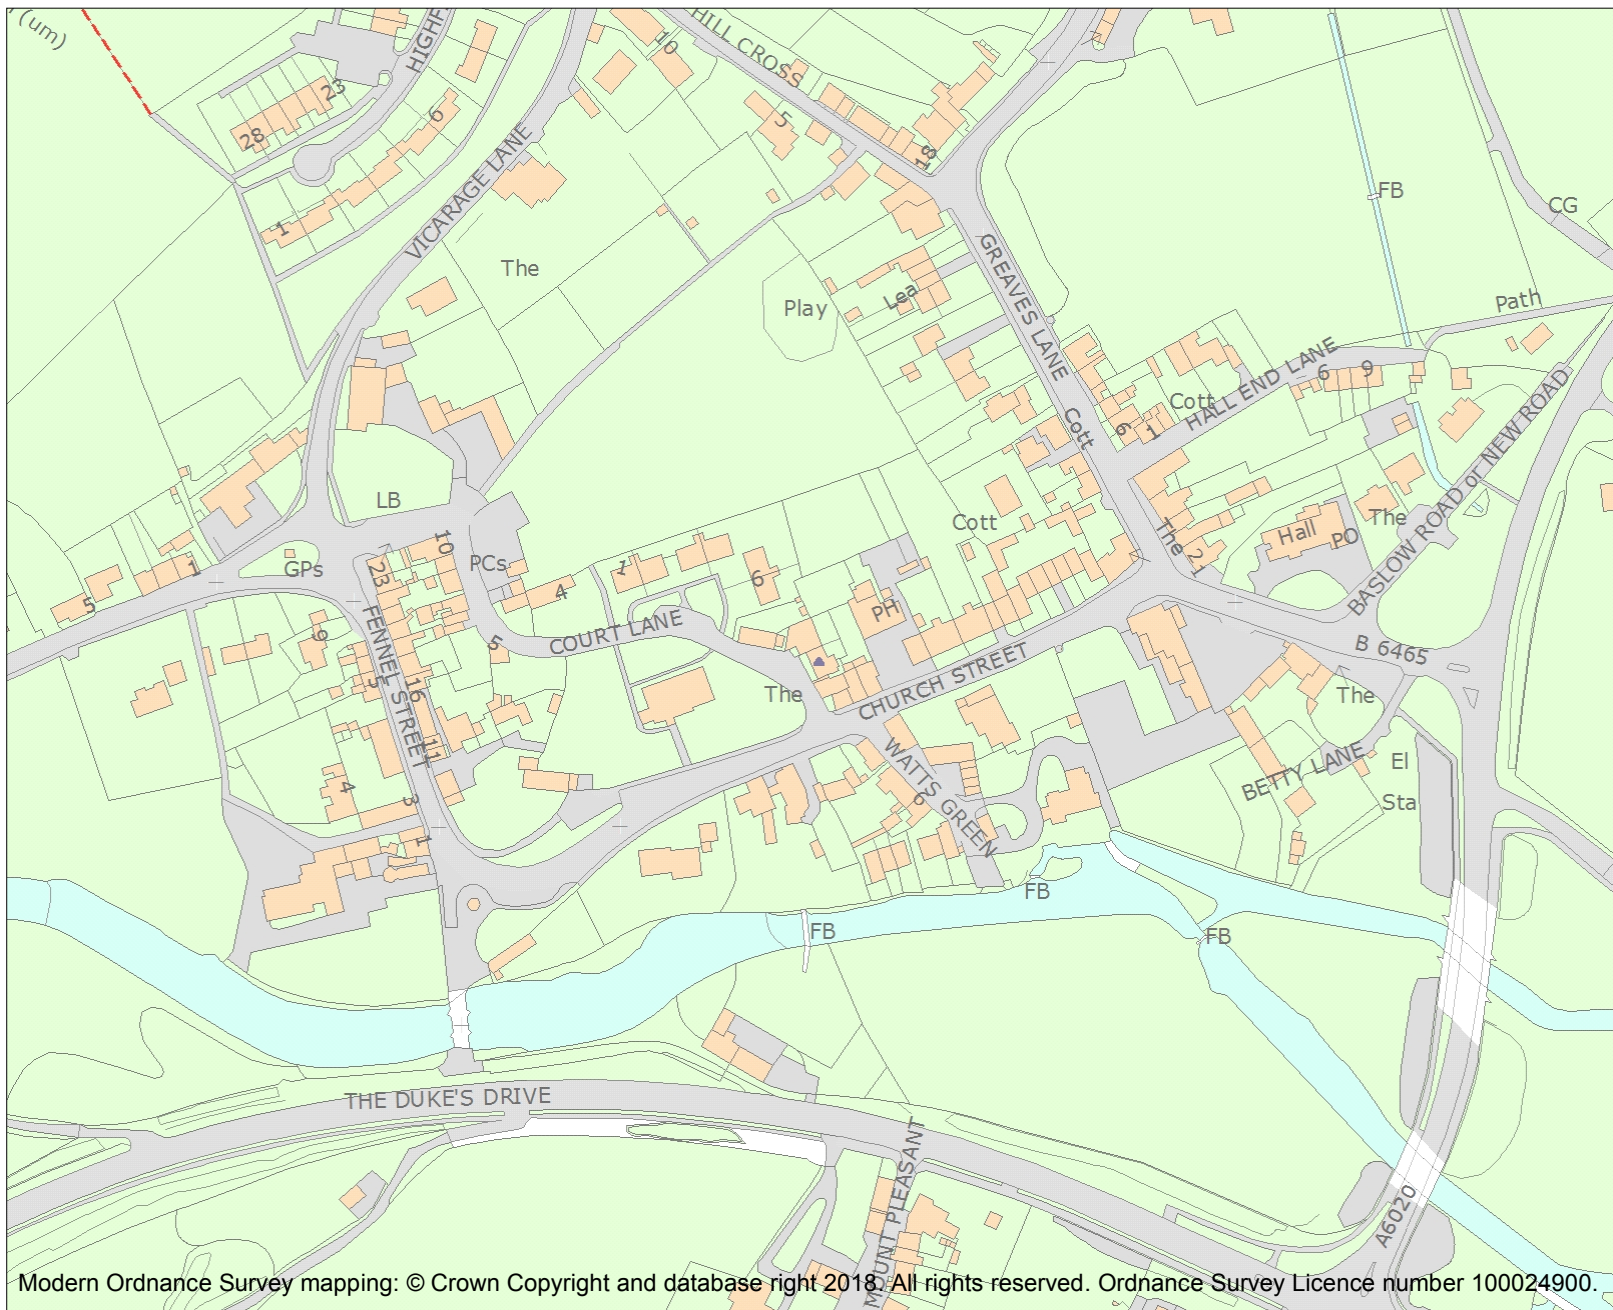 (um)
HIGHF
HILL CROSS
10
23
28
6
5
18
VICARAGE LANE
1
FB
CG
The
GREAVES LANE
Lea
Play
Path
HALL END LANE
6
9
Cott
Cott
6
1
BASLOW ROAD or NEW ROAD
LB
Cott
The
The
Hall
PO
21
10
PCs
GPs
23
1
5
4
1
6
PH
COURT LANE
CHURCH STREET
B 6465
FENNEL STREET
9
5
5
16
11
The
The
WATTS GREEN
BETTY LANE
El
Sta
4
3
1
7
6
FB
FB
FB
THE DUKE'S DRIVE
MOUNT PLEASANT
A6020
Modern Ordnance Survey mapping: © Crown Copyright and database right 2018. All rights reserved. Ordnance Survey Licence number 100024900.